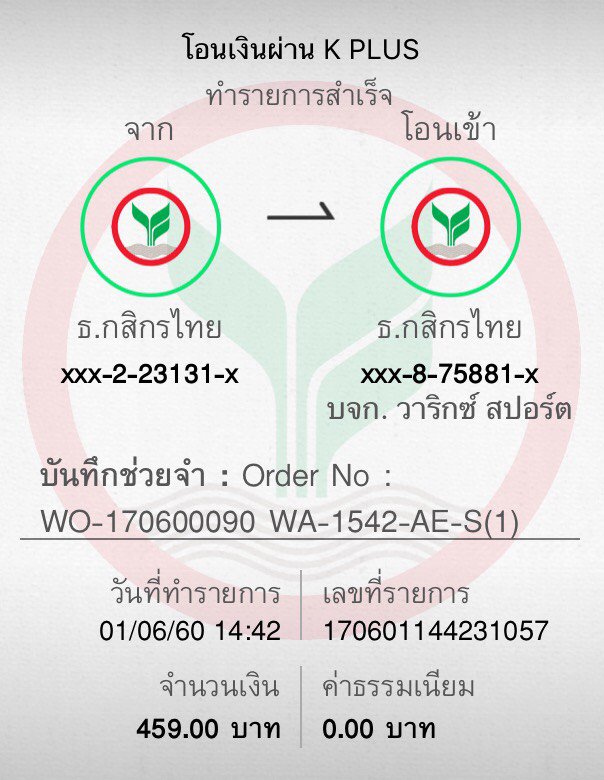 โอนเงินผ่าน K PLUS
ทำรายการสำเร็จ
จาก
โอนเข้า
ธ.กสิกรไทย
ธ.กสิกรไทย
xxx-2-23131-x
xxx-8-75881-x
บจก. วาริกซ์ สปอร์ต
บันทึกช่วยจำ : Order No :
WO-170600090 WA-1542-AE-S(1)
วันที่ทำรายการ
01/06/60 14:42
เลขที่รายการ
170601144231057
จำนวนเงิน
459.00 บาท
ค่าธรรมเนียม
0.00 บาท